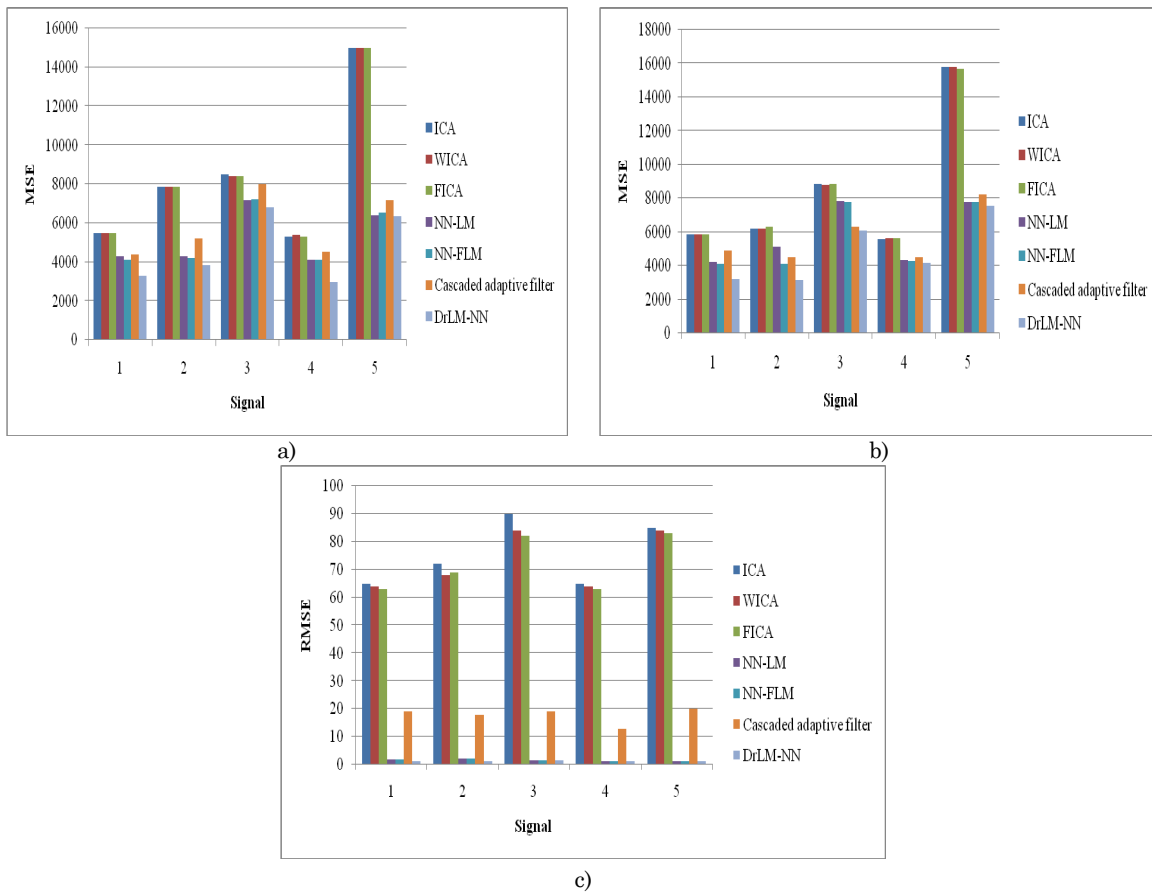 16000
14000
12000
10000
8000
6000
4000
2000
0
MSE
1 2 3 4 5
Signal
ICA
WICA
FICA
NN-LM
NN-FLM
Cascaded adaptive filter
DrLM-NN
a)
18000
16000
14000
12000
10000
8000
6000
4000
2000
0
MSE
1 2 3 4 5
Signal
ICA
WICA
FICA
NN-LM
NN-FLM
Cascaded adaptive filter
DrLM-NN
b)
100
90
80
70
60
50
40
30
20
10
0
RMSE
1 2 3 4 5
Signal
ICA
WICA
FICA
NN-LM
NN-FLM
Cascaded adaptive filter
DrLM-NN
c)